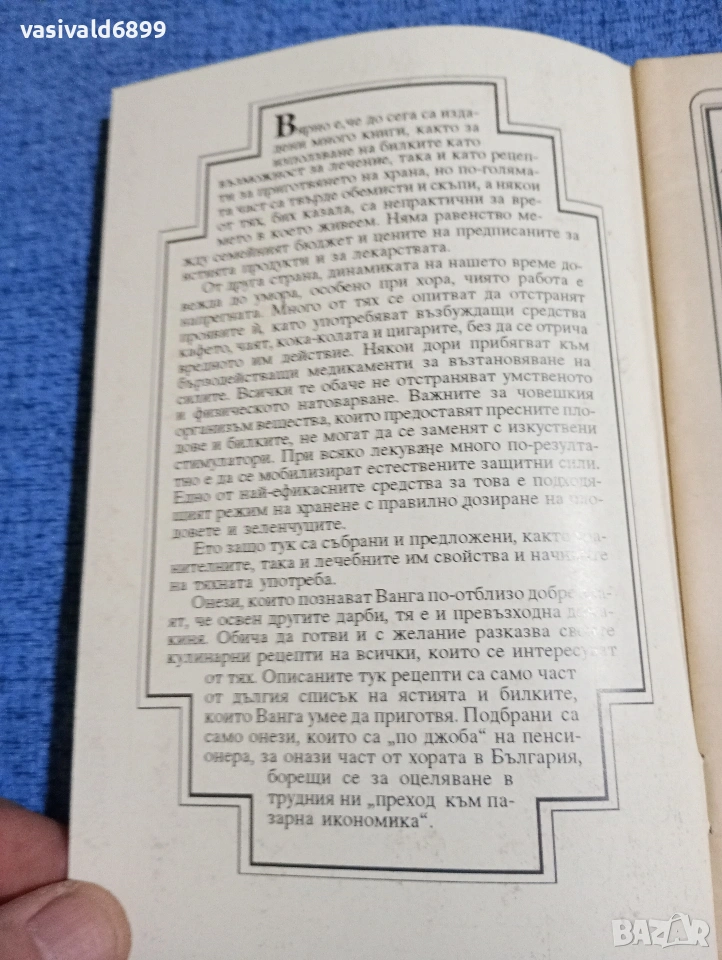 vasivald6899
Вярно е, че до сега са изда-
дени много книги, както за
използване на билките като
възможност за лечение, така и като рецеп-
ти за приготвянето на храна, но по-голяма-
та част са твърде обемисти и скъпи, а някои
от тях, бих казала, са непрактични за вре-
мето в което живеем. Няма равенство ме-
жду семейният бюджет и цените на предписаните за
ястията продукти и за лекарствата.
От друга страна, динамиката на нашето време до-
вежда до умора, особено при хора, чиято работа е
напрегната. Много от тях се опитват да отстранят
проявите ѝ, като употребяват възбуждащи средства
кафето, чаят, кока-колата и цигарите, без да се отрича
вредното им действие. Някои дори прибягват към
бързодействащи медикаменти за възтановяване на
силите. Всички те обаче не отстраняват умственото
и физическото натоварване. Важните за човешкия
организъм вещества, които предоставят пресните пло-
дове и билките, не могат да се заменят с изкуствени
стимулатори. При всяко лекуване много по-резулта-
тно е да се мобилизират естествените защитни сили.
Едно от най-ефикасните средства за това е подходя-
щият режим на хранене с правилно дозиране на пло-
довете и зеленчуците.
Ето защо тук са събрани и предложени, както хра-
нителните, така и лечебните им свойства и начините
на тяхната употреба.
Онези, които познават Ванга по-отблизо добре знаят,
че освен другите дарби, тя е и превъзходна дома-
киня. Обича да готви и с желание разказва своите
кулинарни рецепти на всички, които се интересуват
от тях. Описаните тук рецепти са само част
от дългия списък на ястията и билките,
които Ванга умее да приготвя. Подбрани са
само онези, които са „по джоба“ на пенси-
онера, за онази част от хората в България,
борещи се за оцеляване в
трудния ни „преход към па-
зарна икономика“.
BAZAR